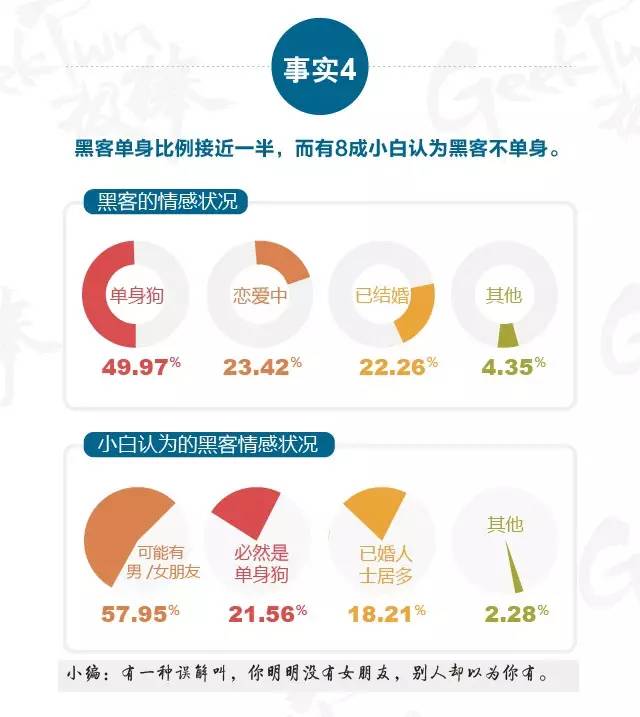 事实4
黑客单身比例接近一半，而有8成小白认为黑客不单身。
黑客的情感状况
单身狗 恋爱中 已结婚 其他
49.97% 23.42% 22.26% 4.35%
小白认为的黑客情感状况
可能有
男/女朋友
必然是
单身狗
已婚人
士居多
其他
57.95% 21.56% 18.21% 2.28%
小编：有一种误解叫，你明明没有女朋友，别人却以为你有。